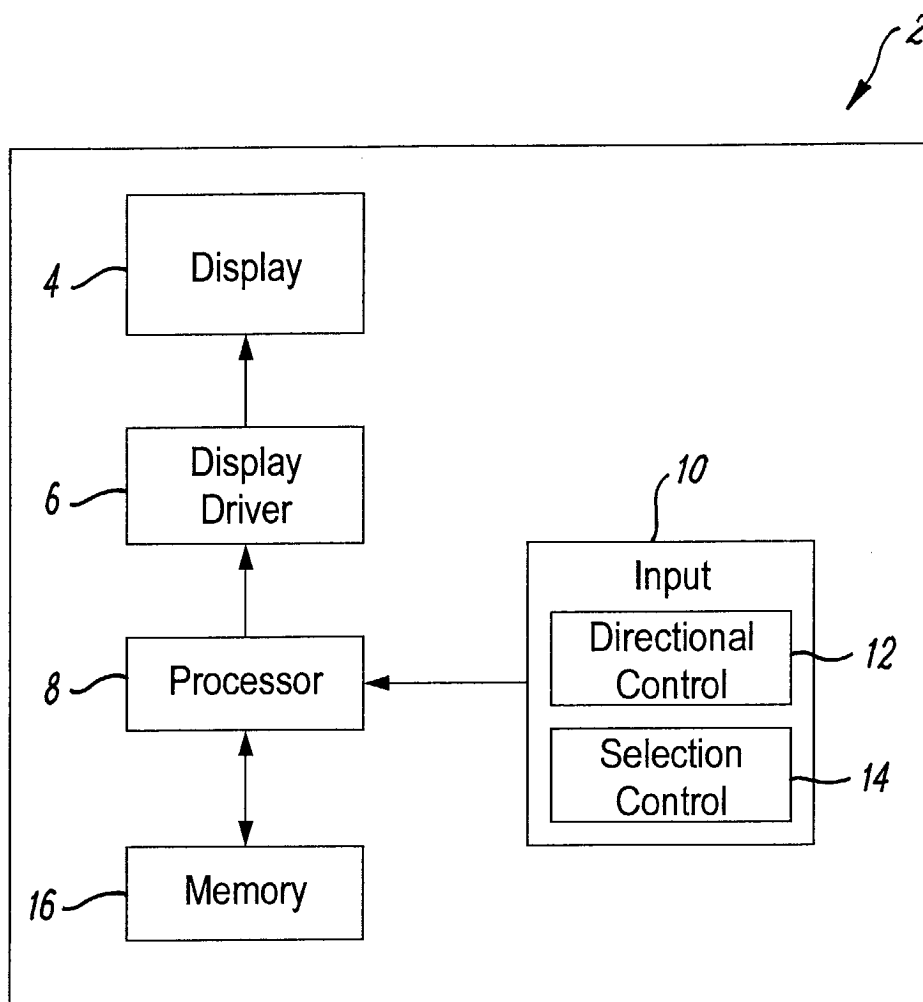 2
Display
4
Display
Driver
6
10
Input
Directional
Control
12
Processor
8
Selection
Control
14
Memory
16